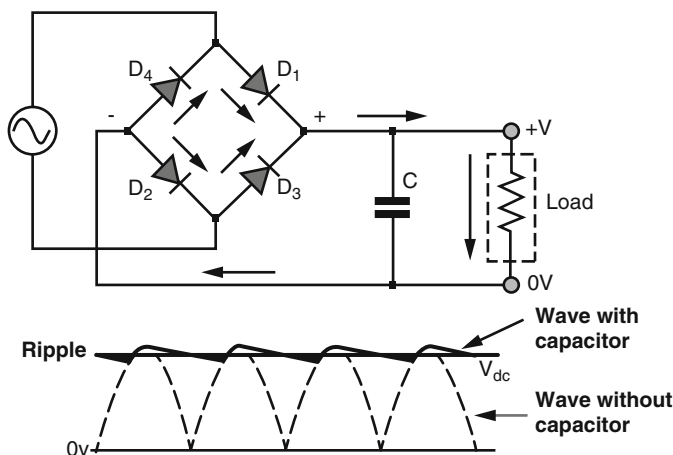 D4
D1
-
+
+V
D2
D3
C
Load
0V
Wave with
capacitor
Ripple
Vdc
Wave without
capacitor
0v